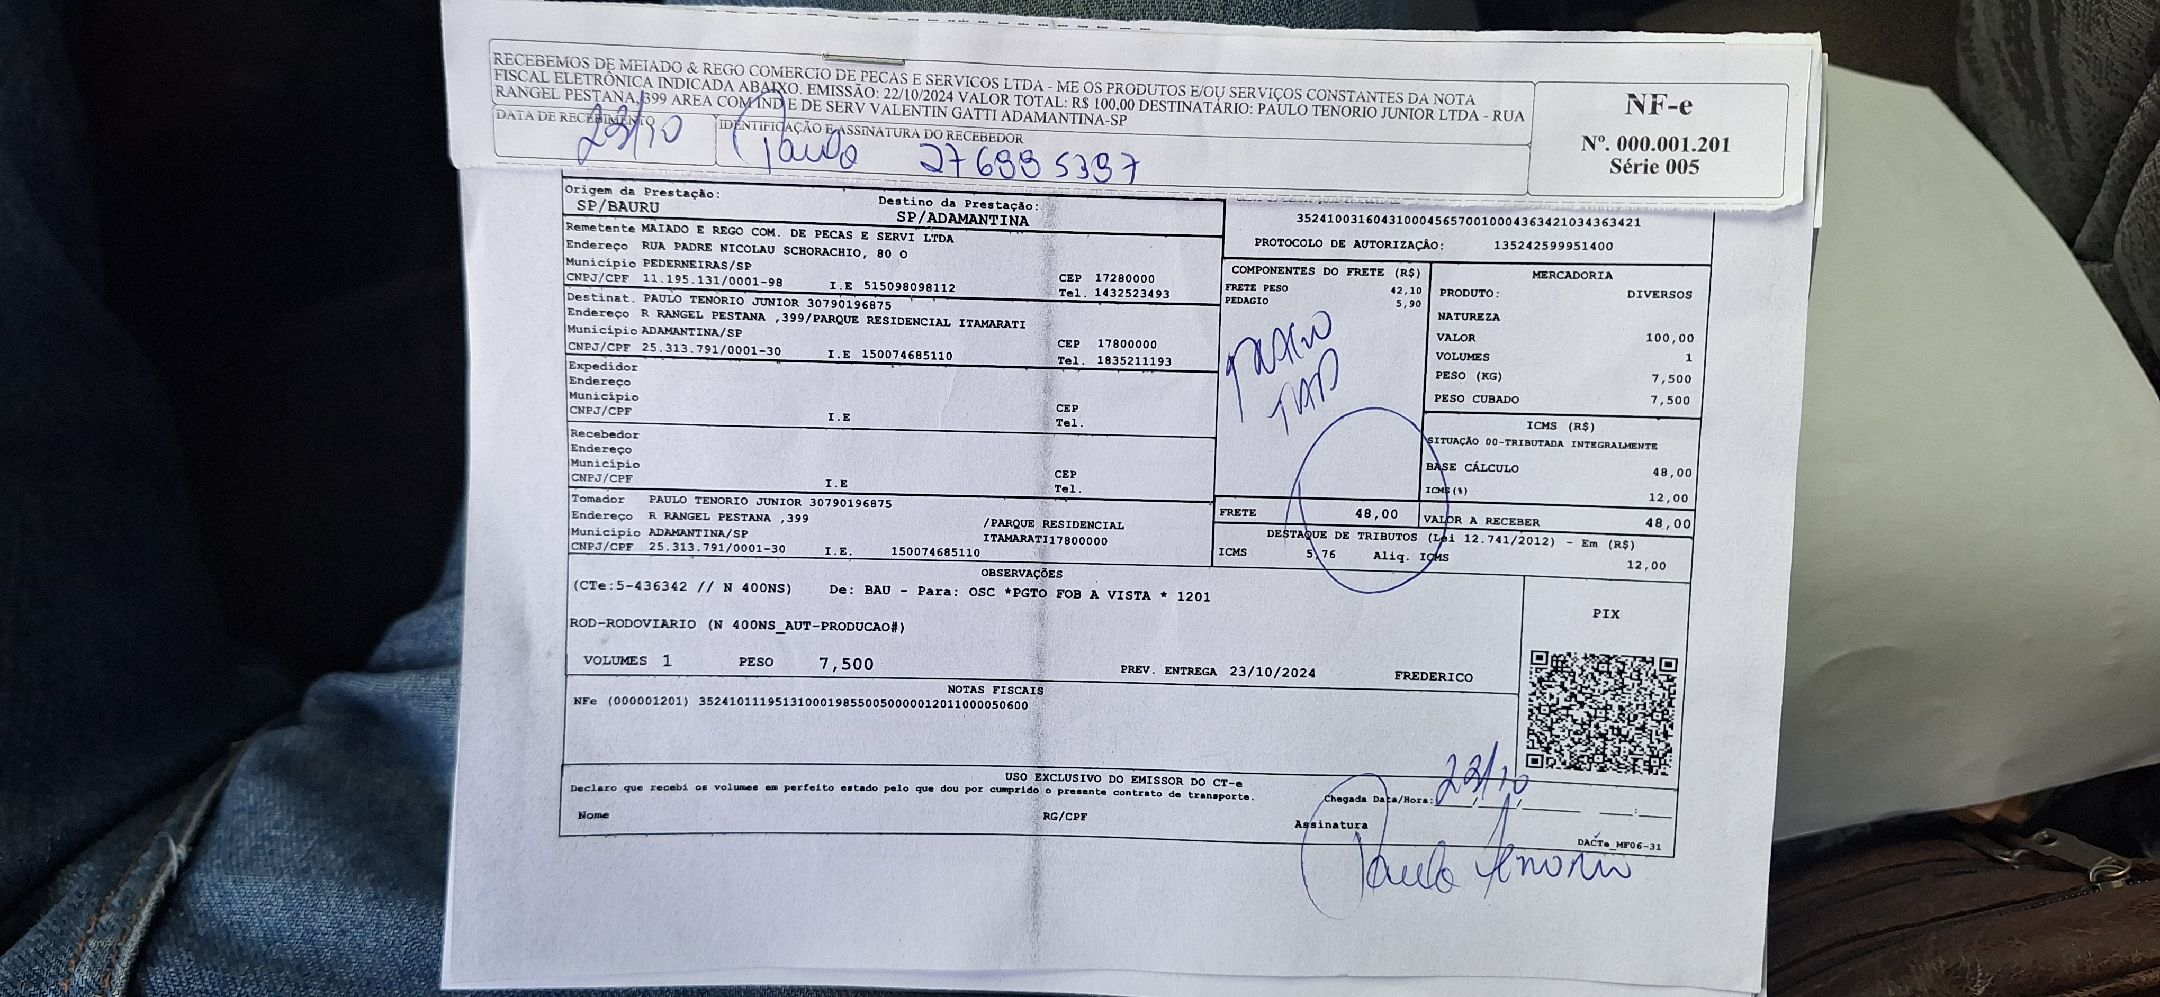 RECEBEMOS DE MEIADO & REGO COMERCIO DE PECAS E SERVICOS LTDA - ME OS PRODUTOS E/OU SERVIÇOS CONSTANTES DA NOTA
FISCAL ELETRÔNICA INDICADA ABAIXO. EMISSÃO: 22/10/2024 VALOR TOTAL: R$ 100,00 DESTINATÁRIO: PAULO TENORIO JUNIOR LTDA - RUA
RANGEL PESTANA, 399 AREA COM IND E DE SERV VALENTIN GATTI ADAMANTINA-SP
DATA DE RECEBIMENTO
23/10
IDENTIFICAÇÃO E ASSINATURA DO RECEBEDOR
Paulo 276995397
NF-e
Nº. 000.001.201
Série 005
Origem da Prestação:
SP/BAURU
Destino da Prestação:
SP/ADAMANTINA
35241003160431000456570010004363421034363421
PROTOCOLO DE AUTORIZAÇÃO: 135242599951400
Remetente MAIADO E REGO COM. DE PECAS E SERVI LTDA
Endereço RUA PADRE NICOLAU SCHORACHIO, 80 O
Município PEDERNEIRAS/SP
CNPJ/CPF 11.195.131/0001-98 I.E 515098098112
CEP 17280000
Tel. 1432523493
Destinat. PAULO TENORIO JUNIOR 30790196875
Endereço R RANGEL PESTANA ,399/PARQUE RESIDENCIAL ITAMARATI
Município ADAMANTINA/SP
CNPJ/CPF 25.313.791/0001-30 I.E 150074685110
CEP 17800000
Tel. 1835211193
Expedidor
Endereço
Município
CNPJ/CPF I.E
CEP
Tel.
Recebedor
Endereço
Município
CNPJ/CPF I.E
CEP
Tel.
Tomador PAULO TENORIO JUNIOR 30790196875
Endereço R RANGEL PESTANA ,399 /PARQUE RESIDENCIAL
Município ADAMANTINA/SP ITAMARATI17800000
CNPJ/CPF 25.313.791/0001-30 I.E. 150074685110
COMPONENTES DO FRETE (R$)
FRETE PESO 42,10
PEDAGIO 5,90
FRETE 48,00
MERCADORIA
PRODUTO: DIVERSOS
NATUREZA
VALOR 100,00
VOLUMES 1
PESO (KG) 7,500
PESO CUBADO 7,500
ICMS (R$)
SITUAÇÃO 00-TRIBUTADA INTEGRALMENTE
BASE CÁLCULO 48,00
ICMS(%) 12,00
VALOR A RECEBER 48,00
DESTAQUE DE TRIBUTOS (Lei 12.741/2012) - Em (R$)
ICMS 5,76 Aliq. ICMS 12,00
OBSERVAÇÕES
(CTe:5-436342 // N 400NS) De: BAU - Para: OSC *PGTO FOB A VISTA * 1201
ROD-RODOVIARIO (N 400NS_AUT-PRODUCAO#)
VOLUMES 1 PESO 7,500 PREV. ENTREGA 23/10/2024 FREDERICO
PIX
NOTAS FISCAIS
NFe (000001201) 35241011195131000198550050000012011000050600
USO EXCLUSIVO DO EMISSOR DO CT-e
Declaro que recebi os volumes em perfeito estado pelo que dou por cumprido o presente contrato de transporte.
Chegada Data/Hora: 23/10
Nome RG/CPF Assinatura
DACTe_MF06-31
Paulo Tenorio